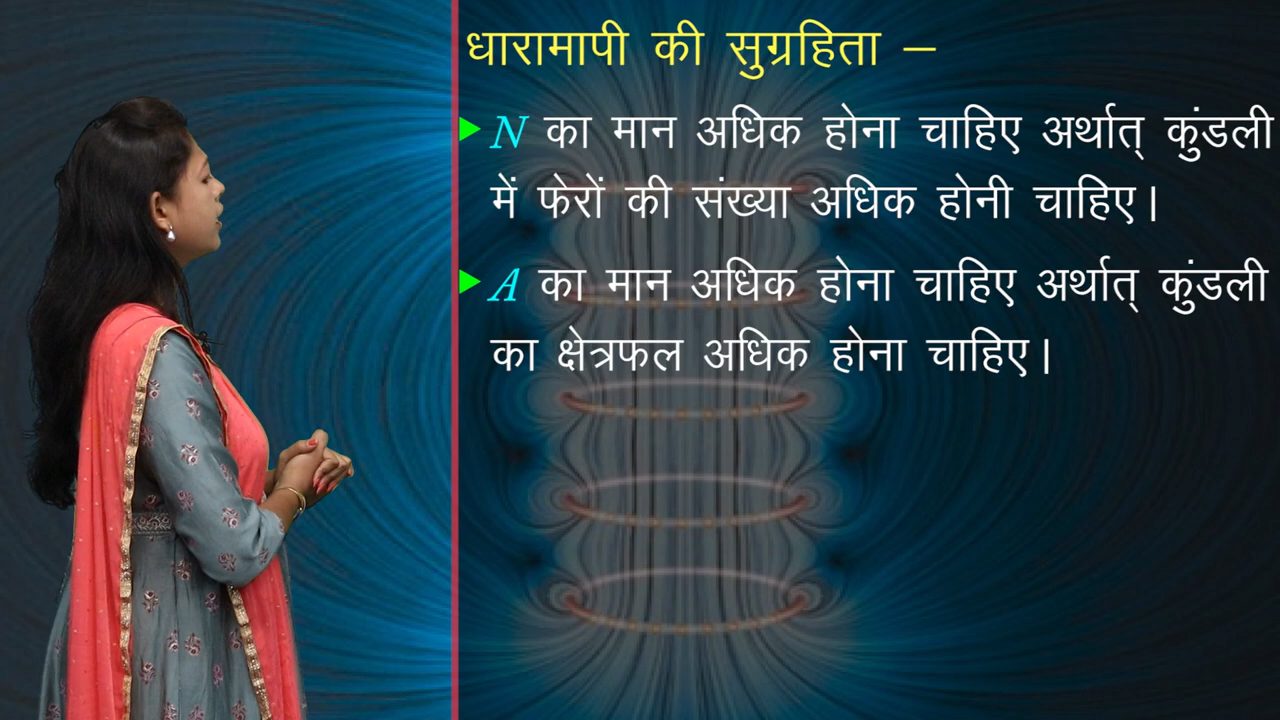 धारामापी की सुग्रहिता –
N का मान अधिक होना चाहिए अर्थात् कुंडली
में फेरों की संख्या अधिक होनी चाहिए।
A का मान अधिक होना चाहिए अर्थात् कुंडली
का क्षेत्रफल अधिक होना चाहिए।